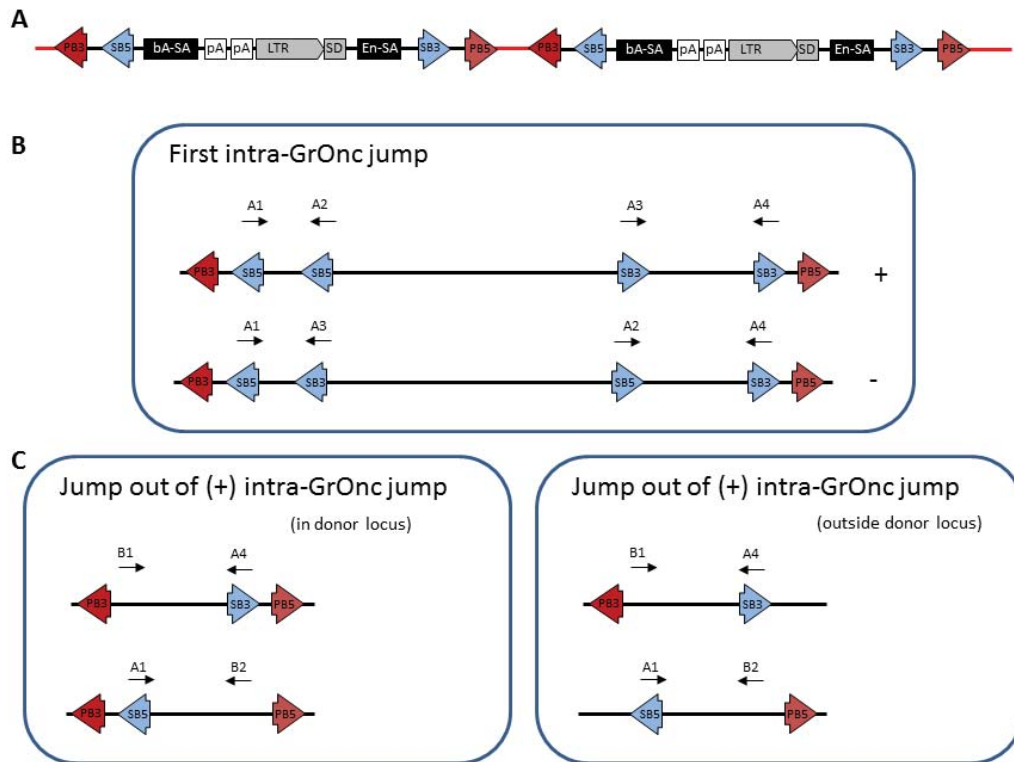 A
PB3 SB5 bA-SA pA pA LTR SD En-SA SB3 PB5 PB3 SB5 bA-SA pA pA LTR SD En-SA SB3 PB5
B
First intra-GrOnc jump
A1 A2 A3 A4
PB3 SB5 SB5 SB3 SB3 PB5 +
A1 A3 A2 A4
PB3 SB5 SB3 SB5 SB3 PB5 -
C
Jump out of (+) intra-GrOnc jump
(in donor locus)
B1 A4
PB3 SB3 PB5
A1 B2
PB3 SB5 PB5
Jump out of (+) intra-GrOnc jump
(outside donor locus)
B1 A4
PB3 SB3
A1 B2
SB5 PB5